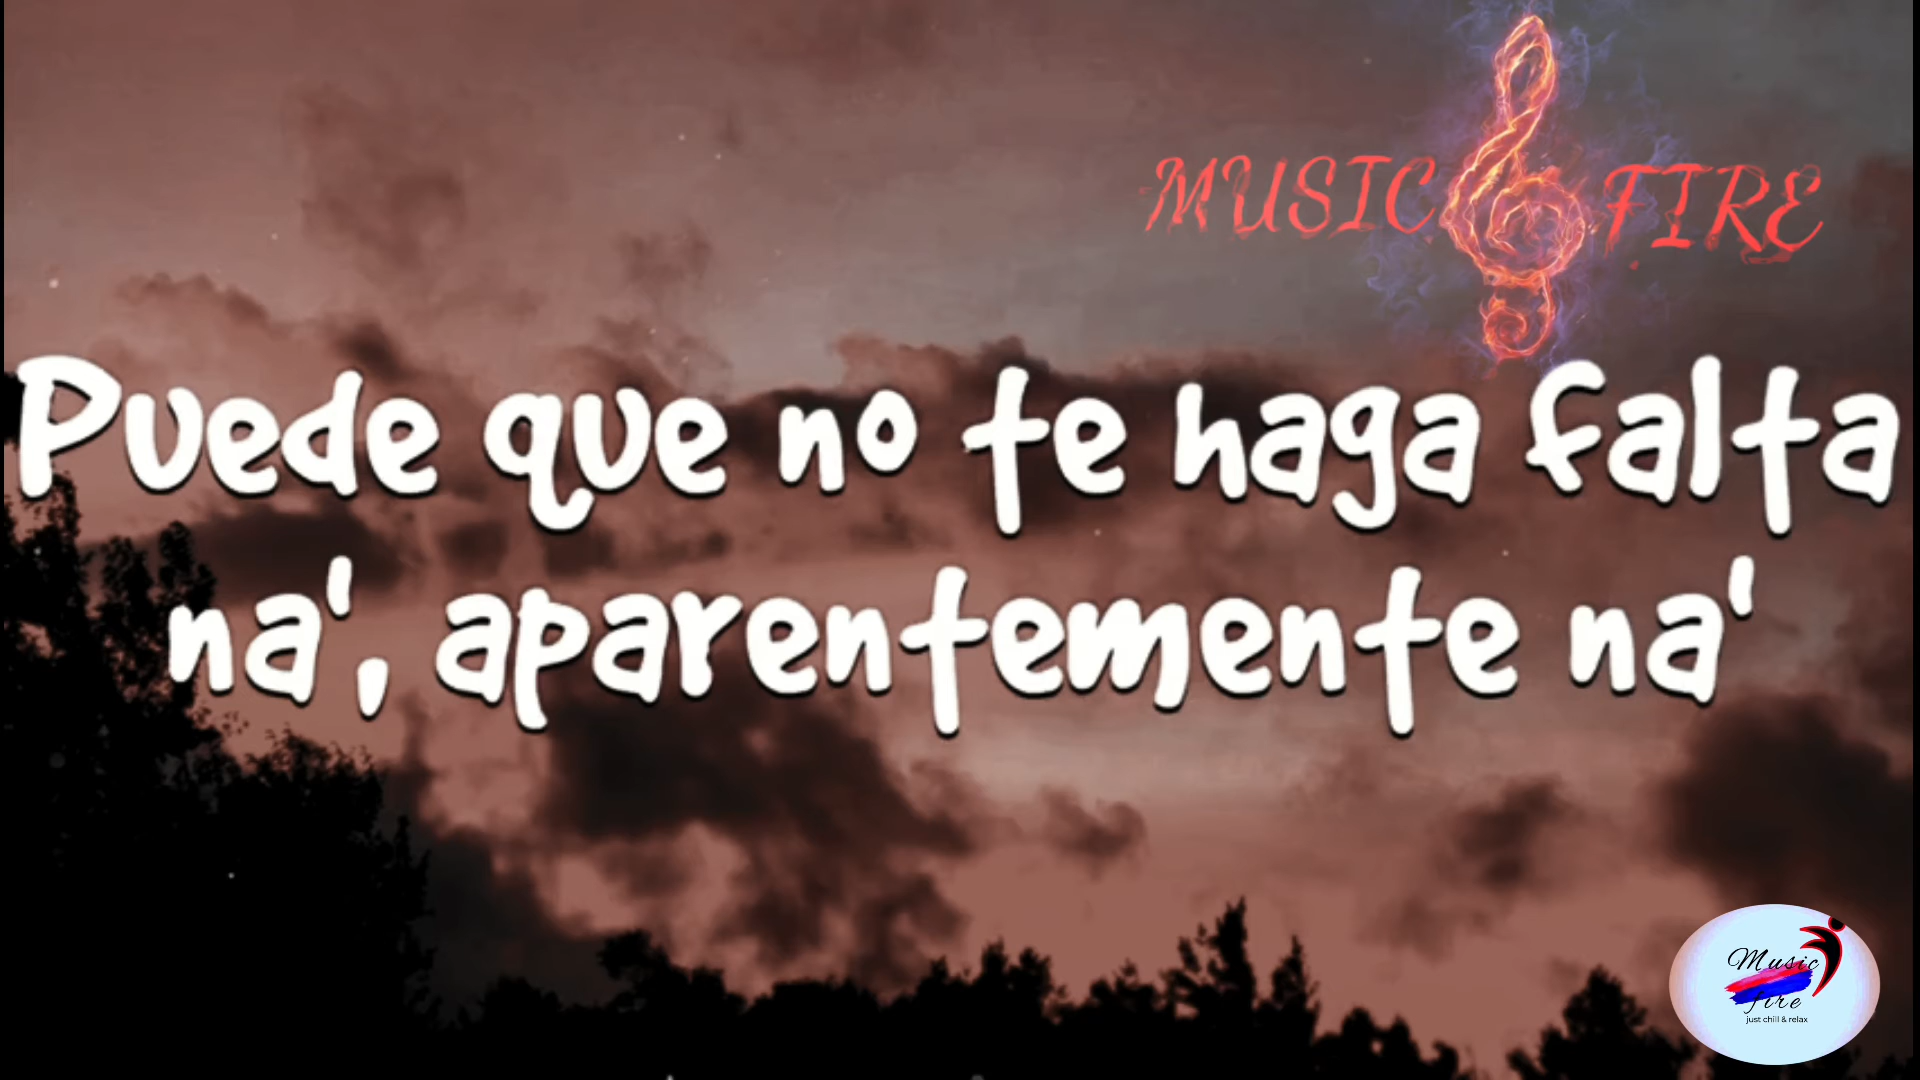 MUSIC FIRE
Puede que no te haga falta
na', aparentemente na'
Music
fire
just chill & relax